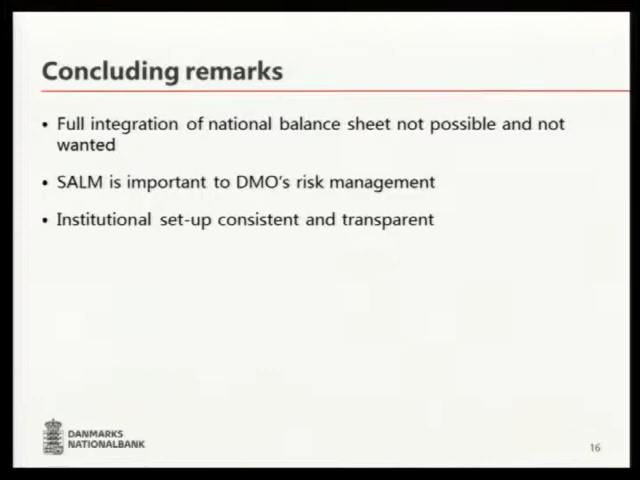 Concluding remarks
• Full integration of national balance sheet not possible and not
wanted
• SALM is important to DMO's risk management
• Institutional set-up consistent and transparent
DANMARKS
NATIONALBANK
16